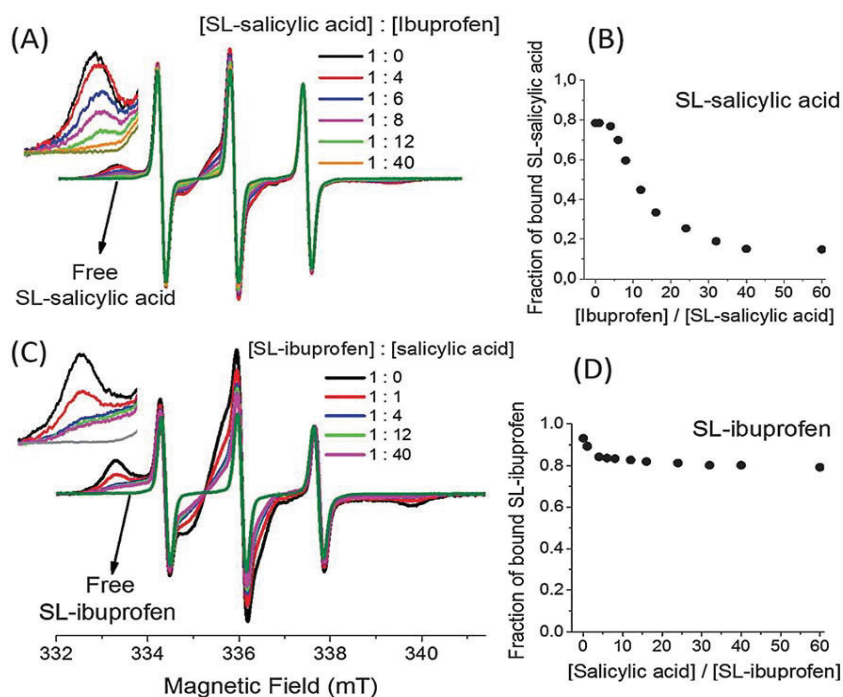 (A)
[SL-salicylic acid] : [Ibuprofen]
1 : 0
1 : 4
1 : 6
1 : 8
1 : 12
1 : 40
Free
SL-salicylic acid
(B)
SL-salicylic acid
Fraction of bound SL-salicylic acid
1,0
0,8
0,6
0,4
0,2
0,0
0 10 20 30 40 50 60
[Ibuprofen] / [SL-salicylic acid]
(C)
[SL-ibuprofen] : [salicylic acid]
1 : 0
1 : 1
1 : 4
1 : 12
1 : 40
Free
SL-ibuprofen
332 334 336 338 340
Magnetic Field (mT)
(D)
SL-ibuprofen
Fraction of bound SL-ibuprofen
1.0
0.8
0.6
0.4
0.2
0.0
0 10 20 30 40 50 60
[Salicylic acid] / [SL-ibuprofen]